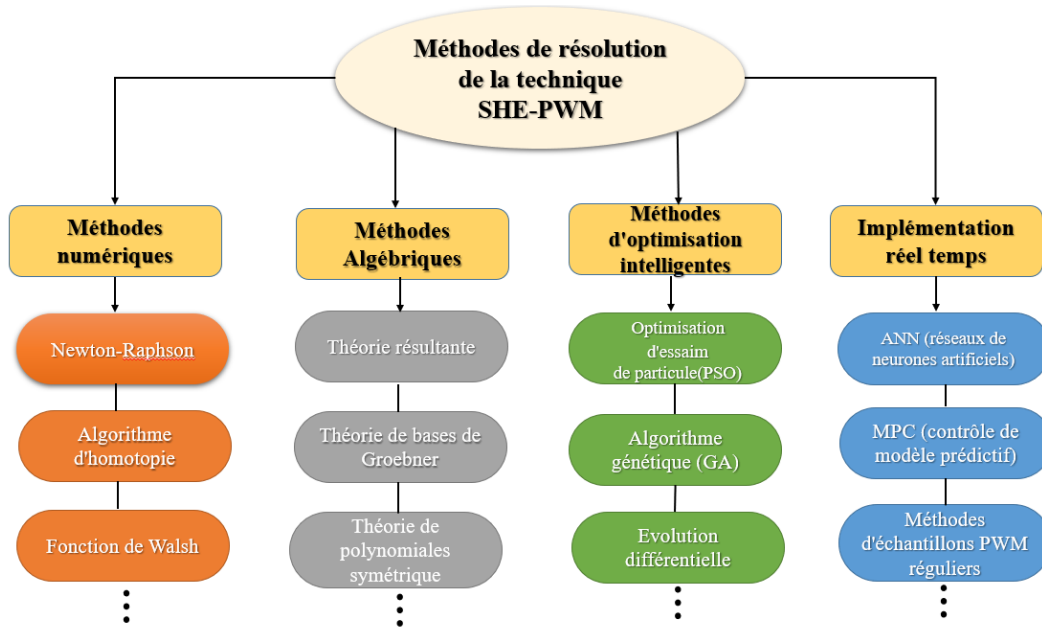 Méthodes de résolution
de la technique
SHE-PWM
Méthodes
numériques
Newton-Raphson
Algorithme
d'homotopie
Fonction de Walsh
Méthodes
Algébriques
Théorie résultante
Théorie de bases de
Groebner
Théorie de
polynomiales
symétrique
Méthodes
d'optimisation
intelligentes
Optimisation
d'essaim
de particule(PSO)
Algorithme
génétique (GA)
Evolution
différentielle
Implémentation
réel temps
ANN (réseaux de
neurones artificiels)
MPC (contrôle de
modèle prédictif)
Méthodes
d'échantillons PWM
réguliers